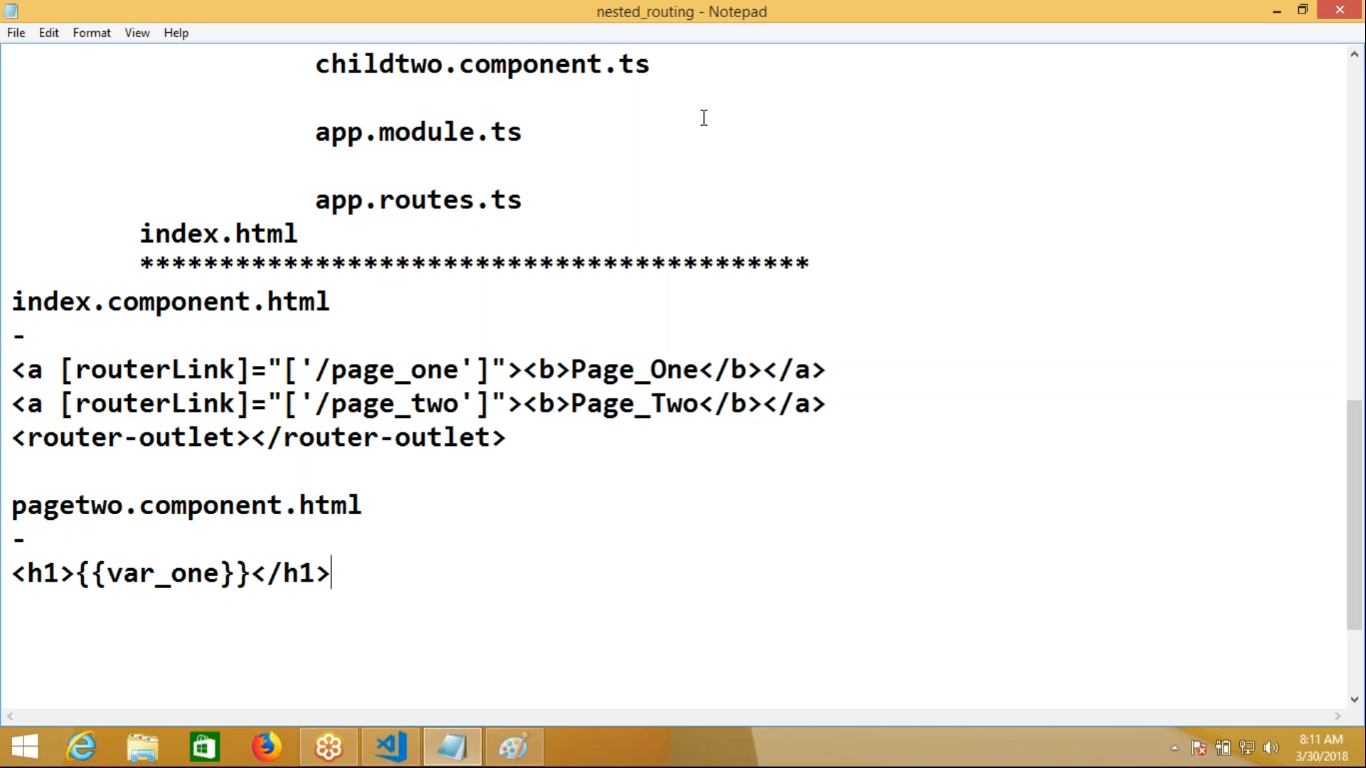 nested_routing - Notepad
File Edit Format View Help
childtwo.component.ts
app.module.ts
app.routes.ts
index.html
******************************************
index.component.html
-
<a [routerLink]="['/page_one']"><b>Page_One</b></a>
<a [routerLink]="['/page_two']"><b>Page_Two</b></a>
<router-outlet></router-outlet>
pagetwo.component.html
-
<h1>{{var_one}}</h1>
8:11 AM
3/30/2018